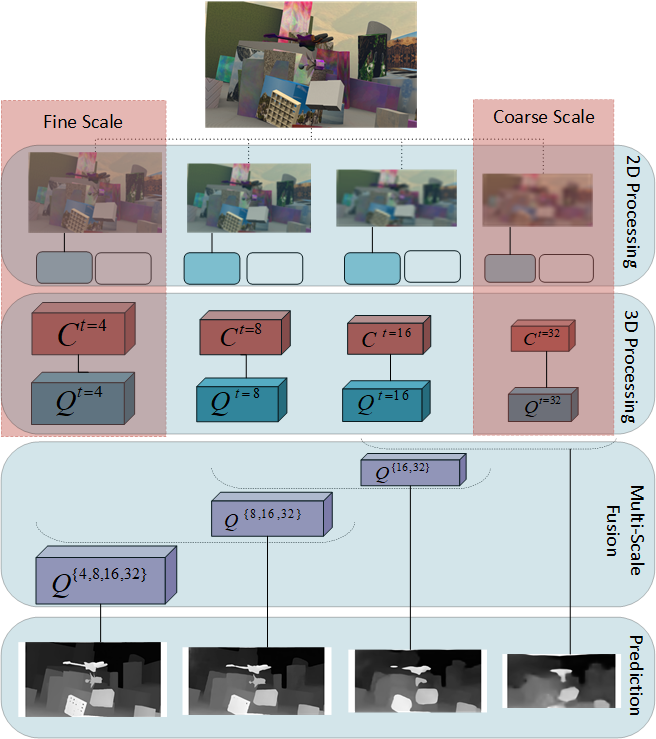 Fine Scale
Coarse Scale
2D Processing
C^{t=4}
C^{t=8}
C^{t=16}
C^{t=32}
Q^{t=4}
Q^{t=8}
Q^{t=16}
Q^{t=32}
3D Processing
Q^{{16,32}}
Q^{{8,16,32}}
Q^{{4,8,16,32}}
Multi-Scale
Fusion
Prediction